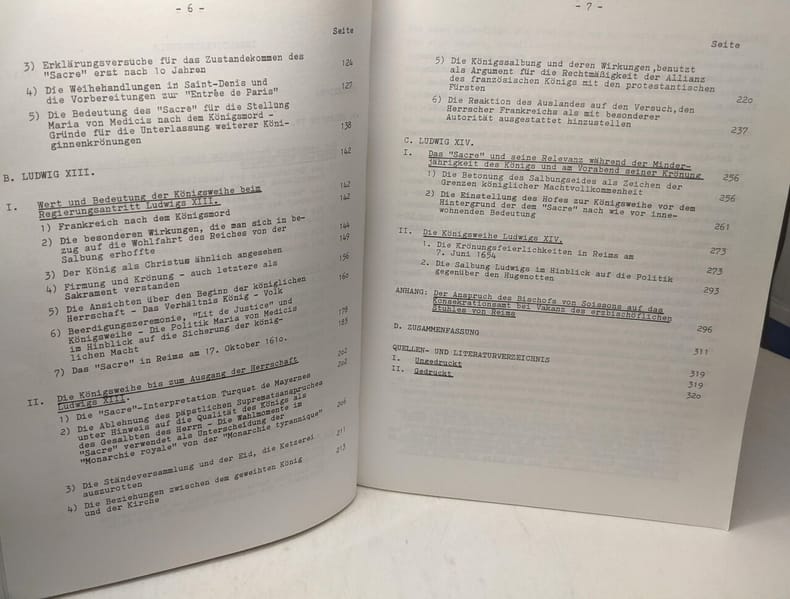 - 6 -
Seite
3) Erklärungsversuche für das Zustandekommen des
"Sacre" erst nach 10 Jahren 124
4) Die Weihehandlungen in Saint-Denis und
die Vorbereitungen zur "Entrée de Paris" 127
5) Die Bedeutung des "Sacre" für die Stellung
Maria von Medicis nach dem Königsmord -
Gründe für die Unterlassung weiterer Köni-
ginnenkrönungen 138
B. LUDWIG XIII. 142
I. Wert und Bedeutung der Königsweihe beim
Regierungsantritt Ludwigs XIII. 142
1) Frankreich nach dem Königsmord 142
2) Die besonderen Wirkungen, die man sich in be-
zug auf die Wohlfahrt des Reiches von der
Salbung erhoffte 144
3) Der König als Christus ähnlich angesehen 149
4) Firmung und Krönung - auch letztere als
Sakrament verstanden 156
5) Die Ansichten über den Beginn der königlichen
Herrschaft - Das Verhältnis König - Volk 160
6) Beerdigungszeremonie, "Lit de Justice" und
Königsweihe - Die Politik Maria von Medicis
im Hinblick auf die Sicherung der könig-
lichen Macht 179
7) Das "Sacre" in Reims am 17. Oktober 1610. 183
II. Die Königsweihe bis zum Ausgang der Herrschaft
Ludwigs XIII. 202
1) Die "Sacre"-Interpretation Turquet de Mayernes 202
2) Die Ablehnung des päpstlichen Suprematsanspruches
unter Hinweis auf die Qualität des Königs als
des Gesalbten des Herrn - Die Wahlmomente im
"Sacre" verwendet als Unterscheidung der
"Monarchie royale" von der "Monarchie tyrannique" 206
3) Die Ständeversammlung und der Eid, die Ketzerei
auszurotten 211
4) Die Beziehungen zwischen dem geweihten König
und der Kirche 213
- 7 -
Seite
5) Die Königssalbung und deren Wirkungen,benutzt
als Argument für die Rechtmäßigkeit der Allianz
des französischen Königs mit den protestantischen
Fürsten 220
6) Die Reaktion des Auslandes auf den Versuch,den
Herrscher Frankreichs als mit besonderer
Autorität ausgestattet hinzustellen 237
C. LUDWIG XIV.
I. Das "Sacre" und seine Relevanz während der Minder-
jährigkeit des Königs und am Vorabend seiner Krönung 256
1) Die Betonung des Salbungseides als Zeichen der
Grenzen königlicher Machtvollkommenheit 256
2) Die Einstellung des Hofes zur Königsweihe vor dem
Hintergrund der dem "Sacre" nach wie vor inne-
wohnenden Bedeutung 261
II. Die Königsweihe Ludwigs XIV. 273
1. Die Krönungsfeierlichkeiten in Reims am
7. Juni 1654 273
2. Die Salbung Ludwigs im Hinblick auf die Politik
gegenüber den Hugenotten 293
ANHANG: Der Anspruch des Bischofs von Soissons auf das
Konsekrationsamt bei Vakanz des erzbischöflichen
Stuhles von Reims 296
D. ZUSAMMENFASSUNG 311
QUELLEN- UND LITERATURVERZEICHNIS 319
I. Ungedruckt 319
II. Gedruckt 320